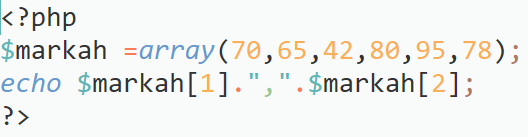 <?php
$markah =array(70,65,42,80,95,78);
echo $markah[1].",".$markah[2];
?>